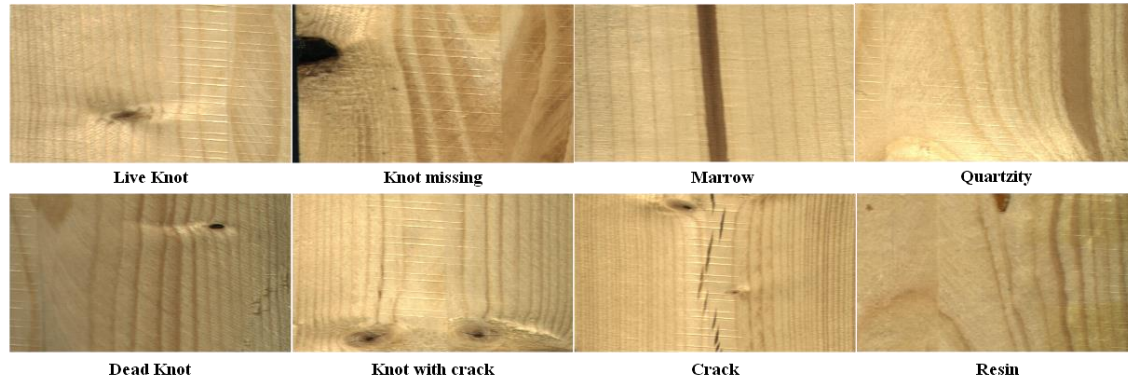 Live Knot
Knot missing
Marrow
Quartzity
Dead Knot
Knot with crack
Crack
Resin